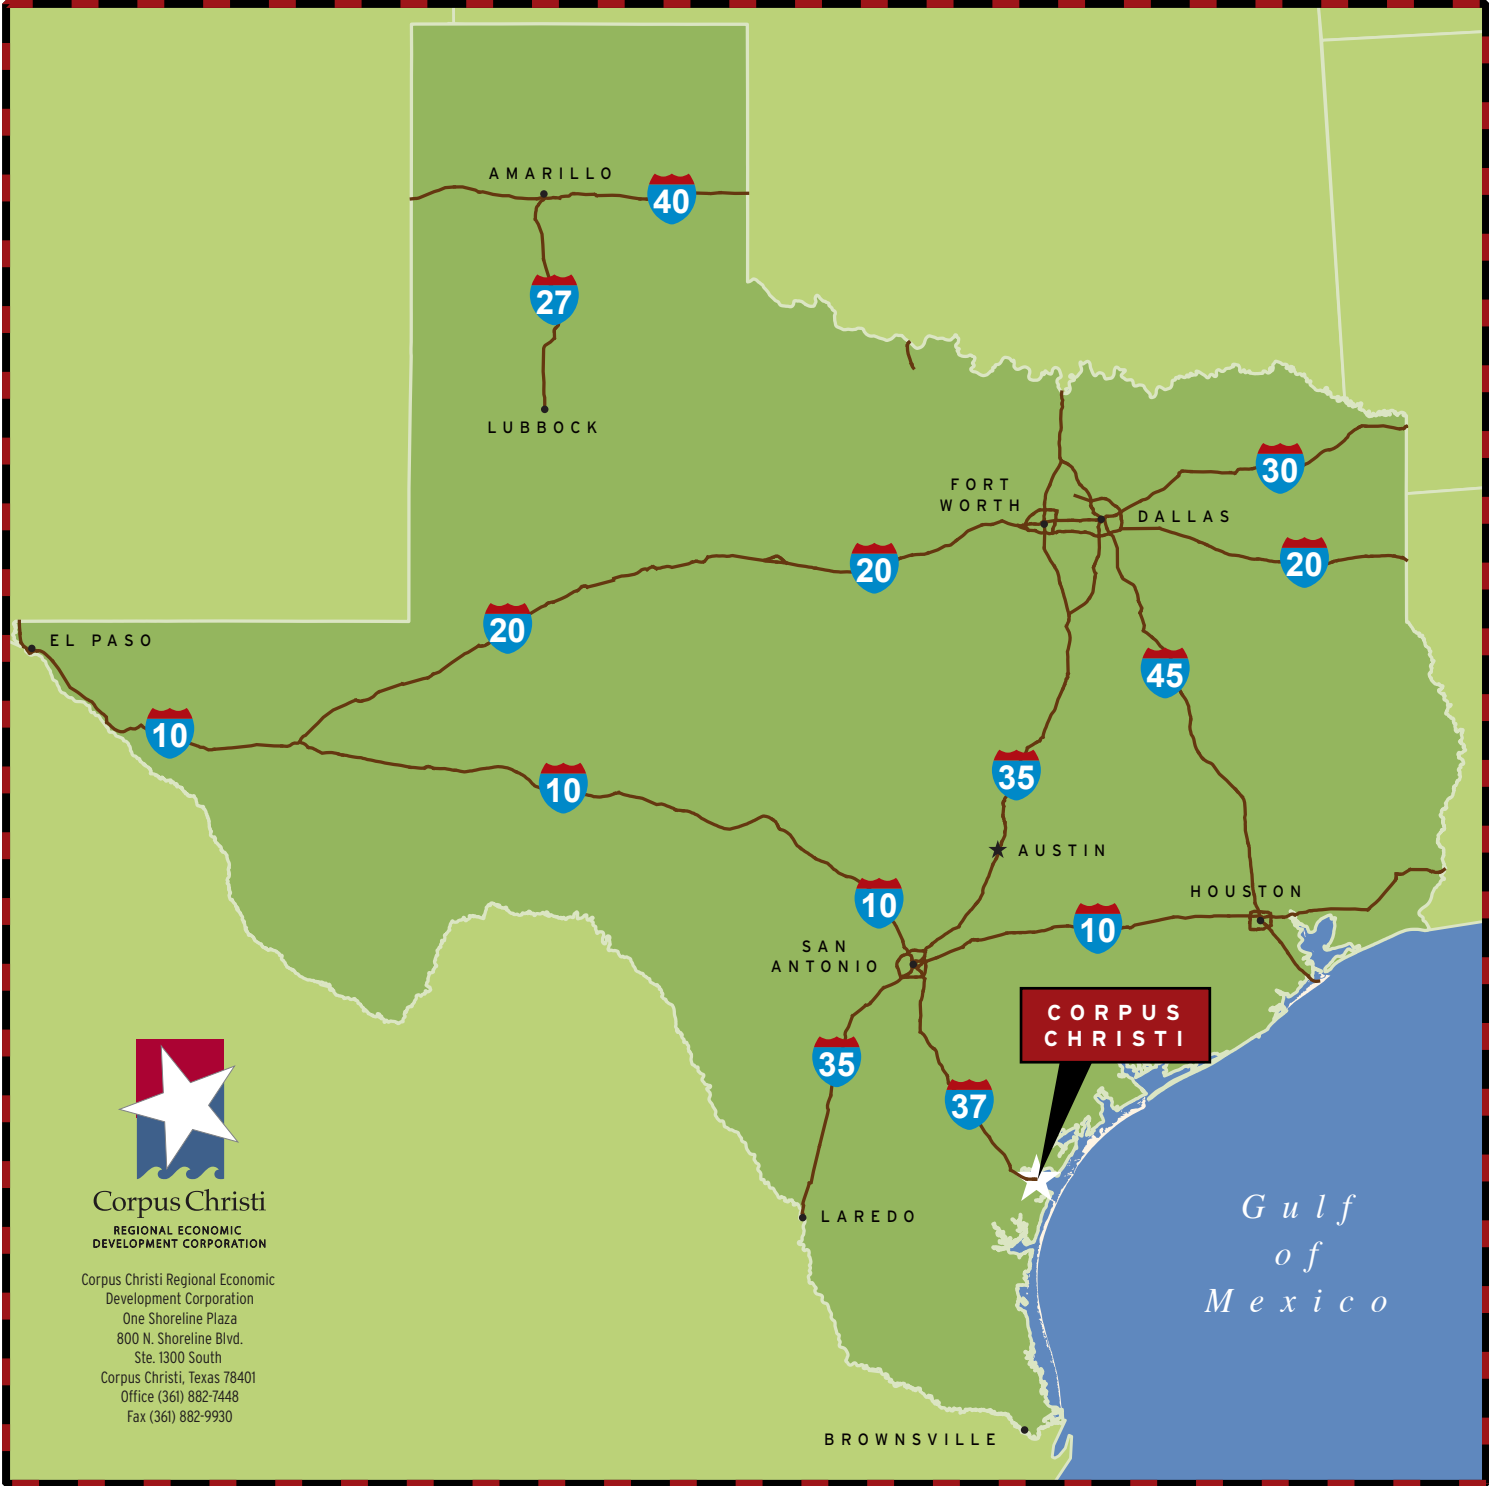 AMARILLO
40
27
LUBBOCK
30
FORT
WORTH
DALLAS
20
20
20
EL PASO
45
10
35
10
AUSTIN
HOUSTON
10
10
SAN
ANTONIO
CORPUS
CHRISTI
35
37
LAREDO
Gulf
of
Mexico
BROWNSVILLE
Corpus Christi
REGIONAL ECONOMIC
DEVELOPMENT CORPORATION
Corpus Christi Regional Economic
Development Corporation
One Shoreline Plaza
800 N. Shoreline Blvd.
Ste. 1300 South
Corpus Christi, Texas 78401
Office (361) 882-7448
Fax (361) 882-9930